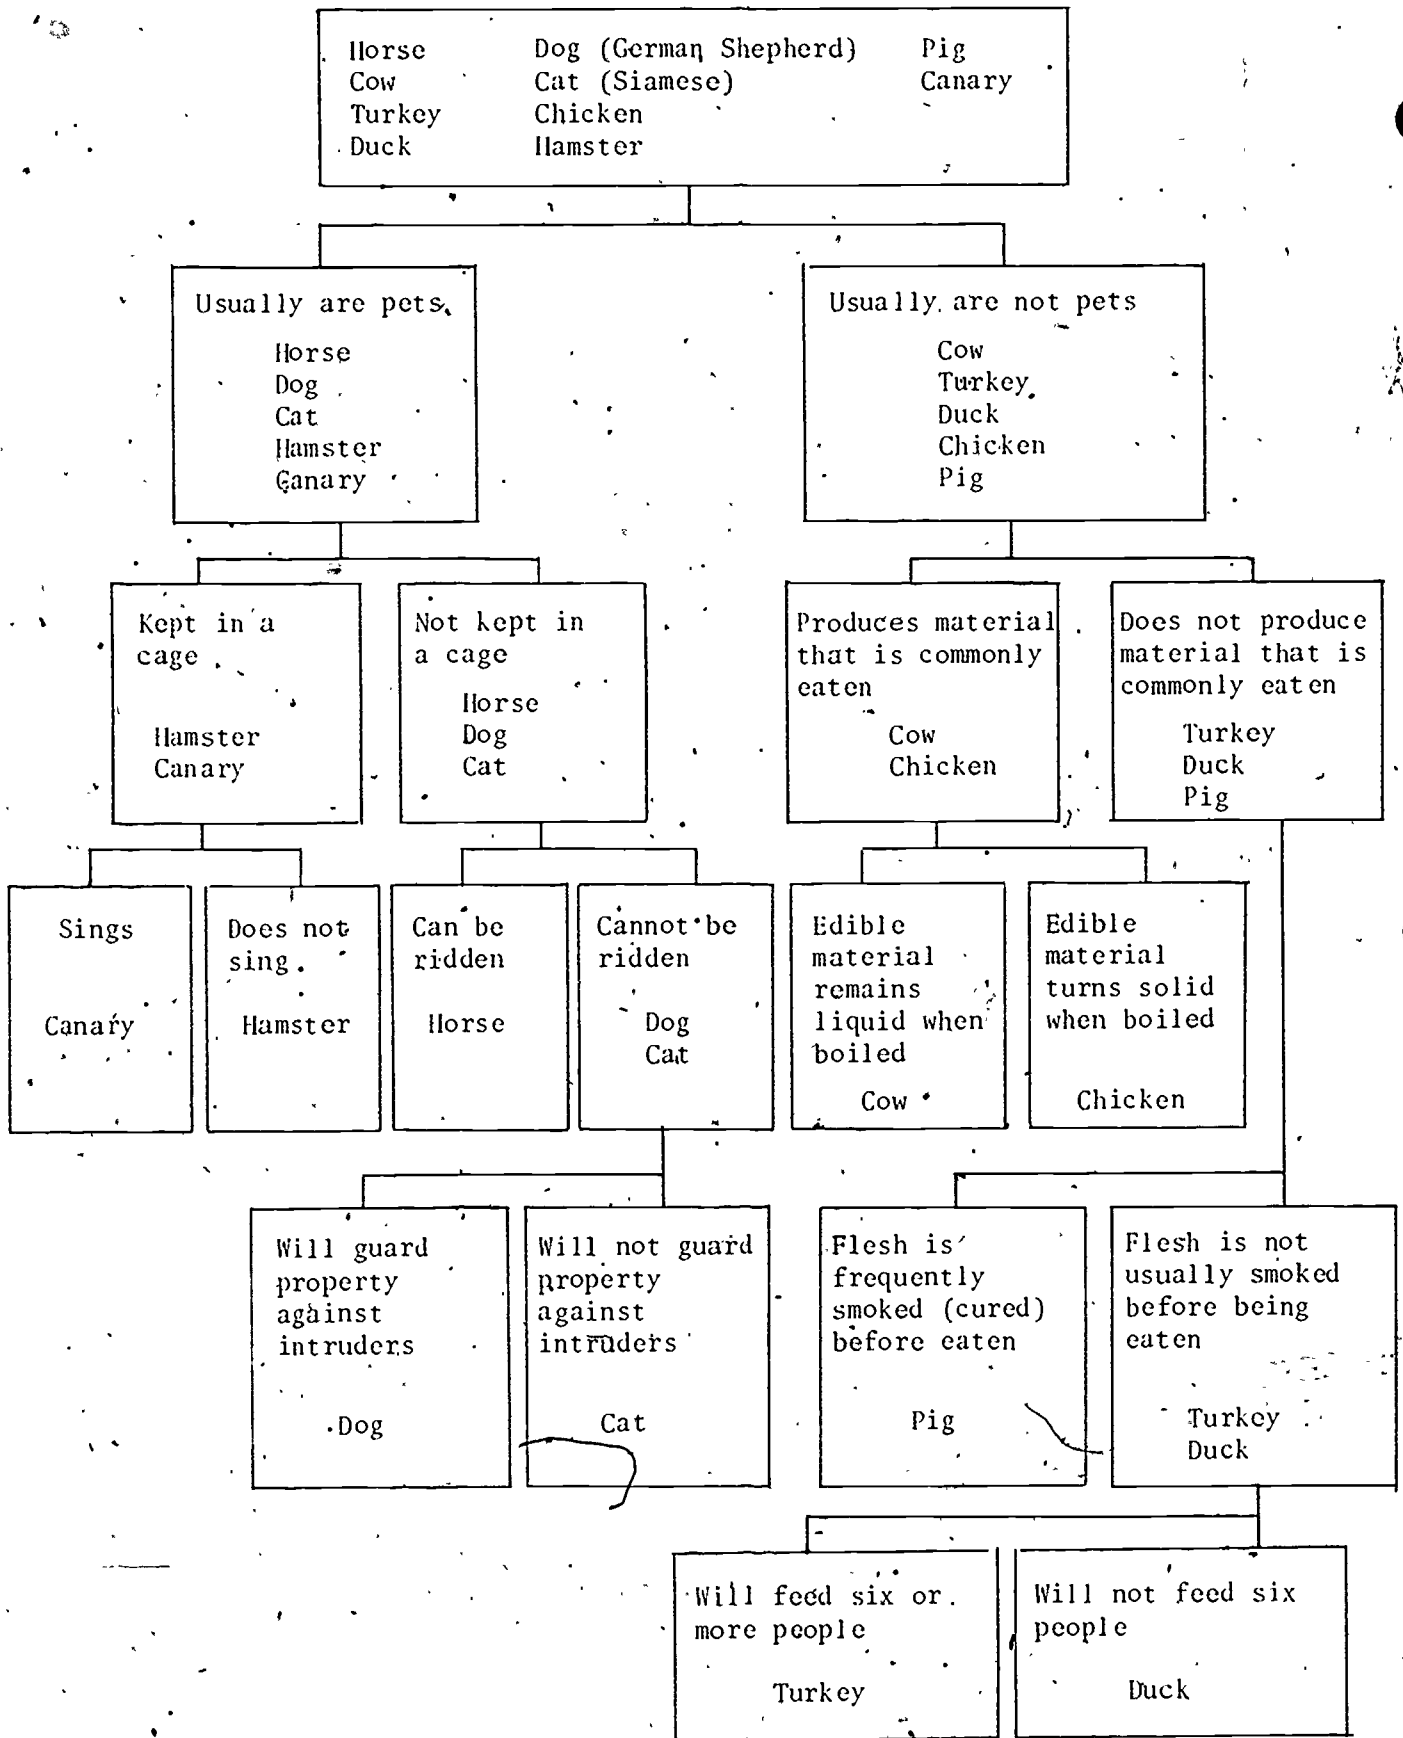 Horse Dog (German Shepherd) Pig
Cow Cat (Siamese) Canary
Turkey Chicken
Duck Hamster
Usually are pets
Horse
Dog
Cat
Hamster
Canary
Usually are not pets
Cow
Turkey
Duck
Chicken
Pig
Kept in a
cage
Hamster
Canary
Not kept in
a cage
Horse
Dog
Cat
Produces material
that is commonly
eaten
Cow
Chicken
Does not produce
material that is
commonly eaten
Turkey
Duck
Pig
Sings
Canary
Does not
sing.
Hamster
Can be
ridden
Horse
Cannot be
ridden
Dog
Cat
Edible
material
remains
liquid when
boiled
Cow
Edible
material
turns solid
when boiled
Chicken
Will guard
property
against
intruders
Dog
Will not guard
property
against
intruders
Cat
Flesh is
frequently
smoked (cured)
before eaten
Pig
Flesh is not
usually smoked
before being
eaten
Turkey
Duck
Will feed six or
more people
Turkey
Will not feed six
people
Duck